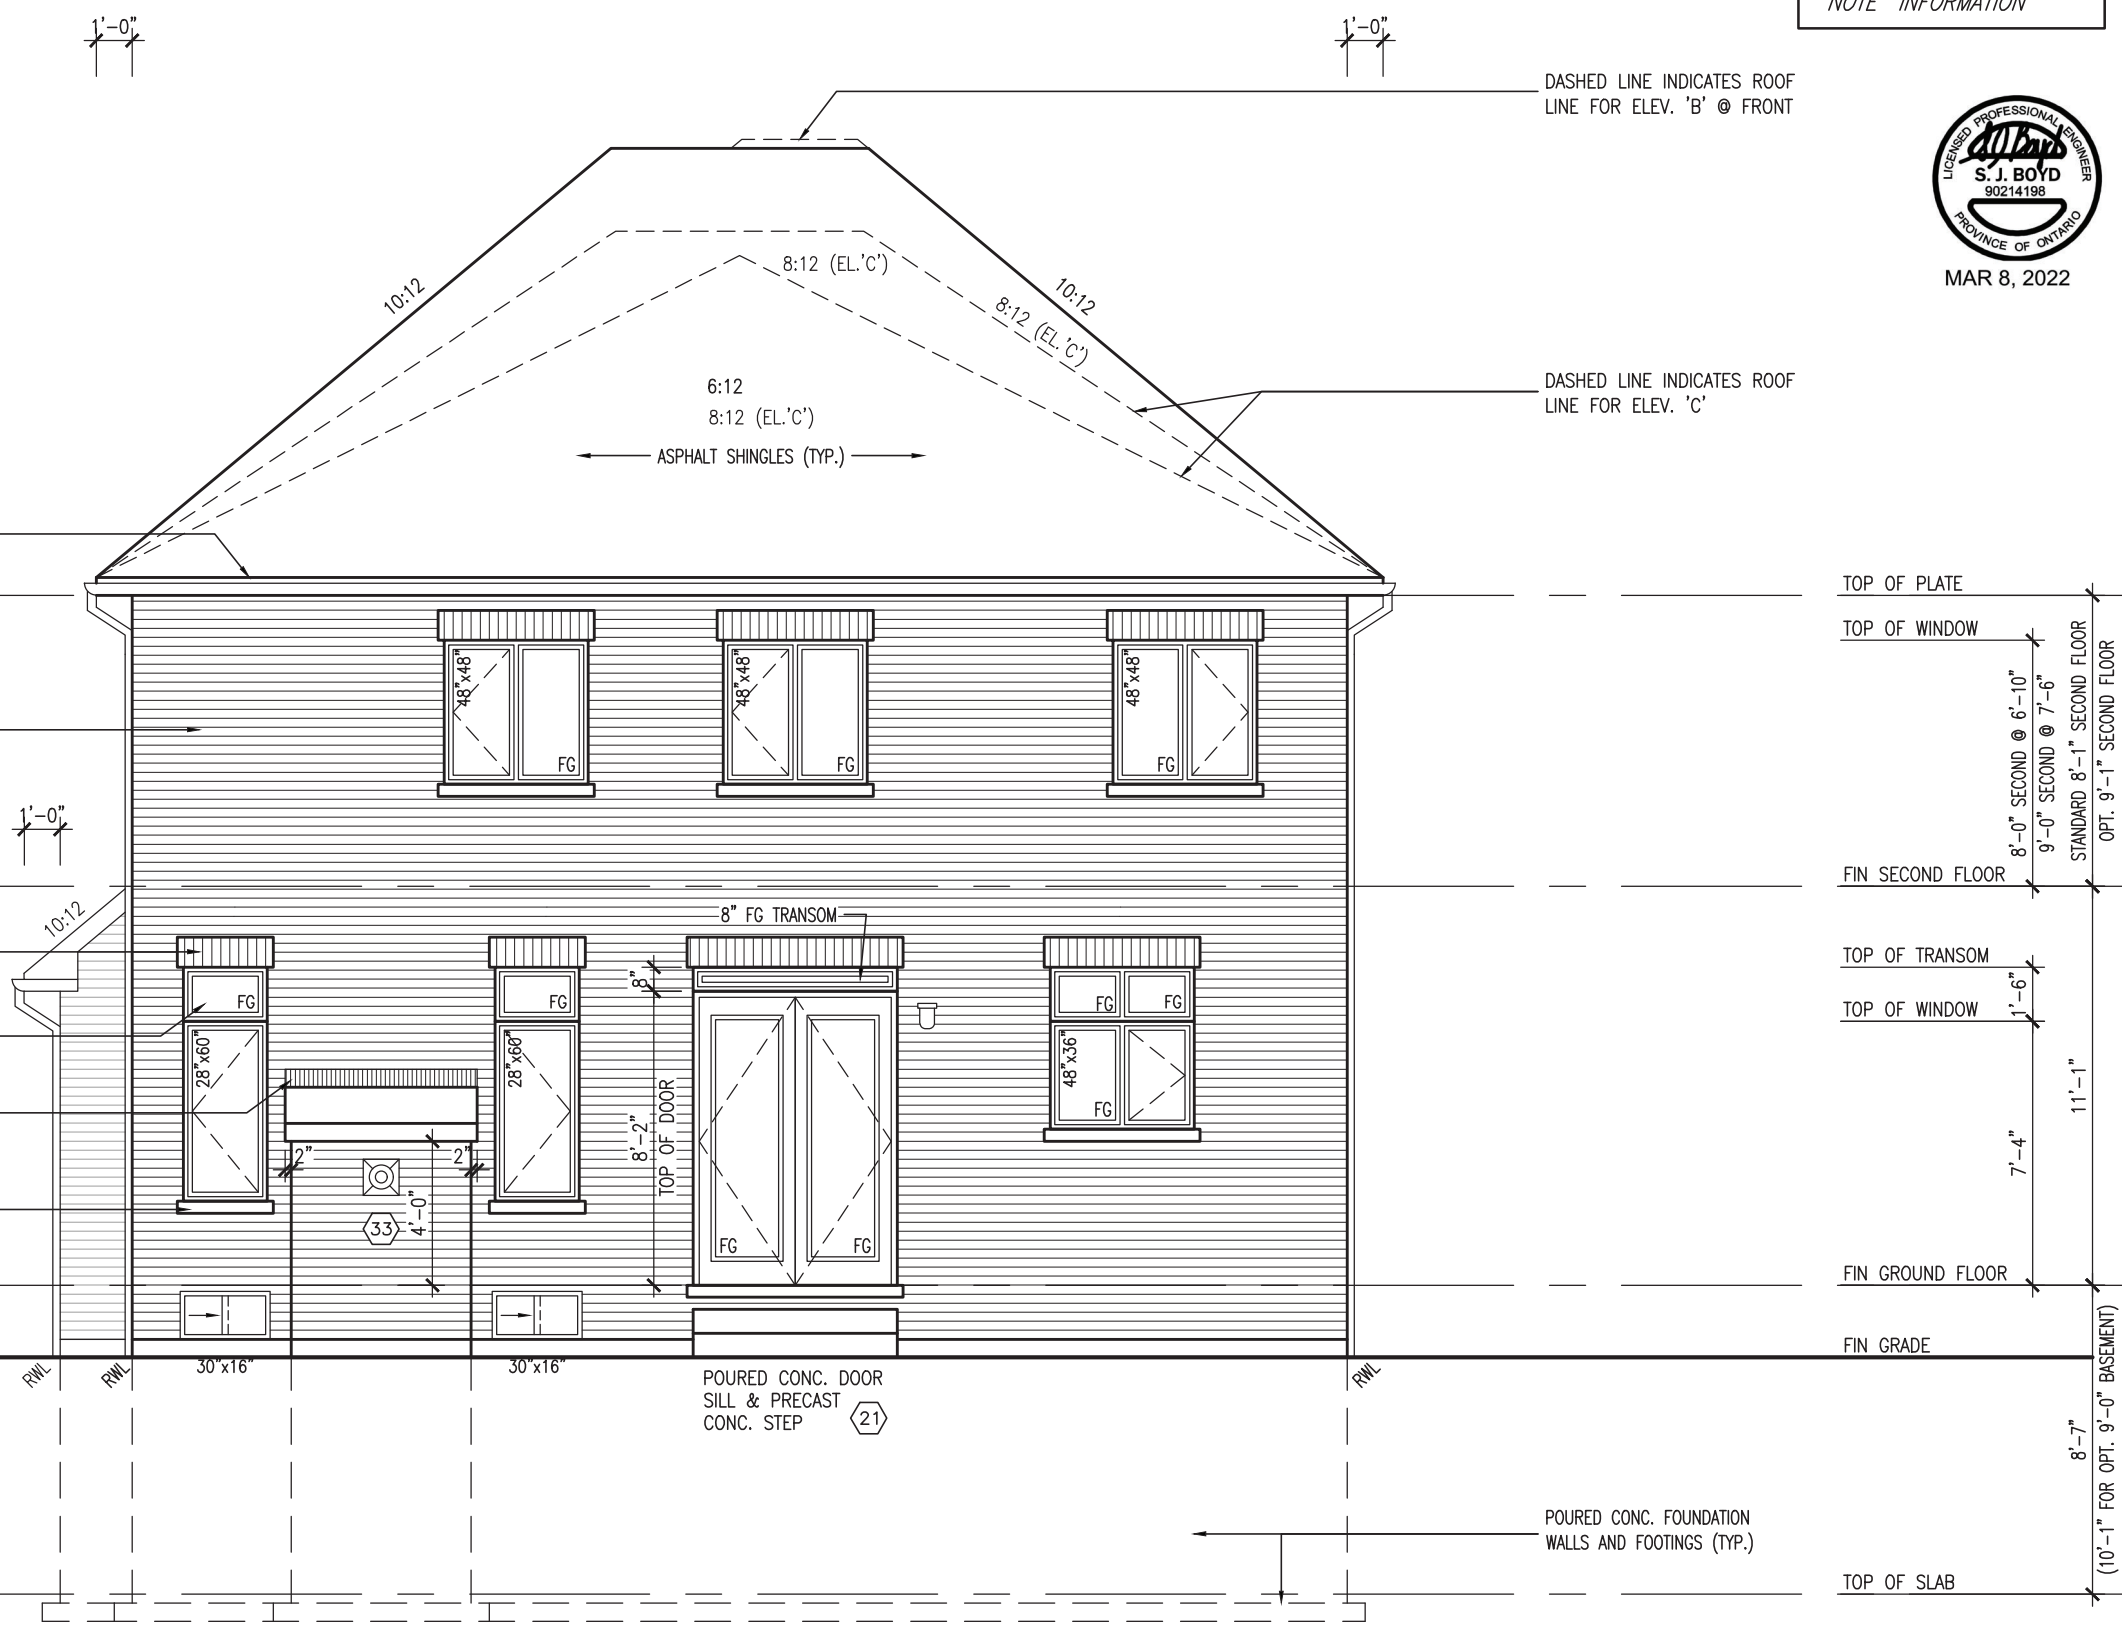 NOTE INFORMATION
1'-0"
1'-0"
DASHED LINE INDICATES ROOF
LINE FOR ELEV. 'B' @ FRONT
LICENSED PROFESSIONAL ENGINEER
S. J. BOYD
90214198
PROVINCE OF ONTARIO
MAR 8, 2022
10:12
8:12 (EL.'C')
8:12 (EL.'C')
10:12
6:12
8:12 (EL.'C')
ASPHALT SHINGLES (TYP.)
DASHED LINE INDICATES ROOF
LINE FOR ELEV. 'C'
TOP OF PLATE
TOP OF WINDOW
48"x48"
FG
48"x48"
FG
48"x48"
FG
8'-0" SECOND @ 6'-10"
9'-0" SECOND @ 7'-6"
STANDARD 8'-1" SECOND FLOOR
OPT. 9'-1" SECOND FLOOR
1'-0"
FIN SECOND FLOOR
10:12
8" FG TRANSOM
TOP OF TRANSOM
1'-6"
TOP OF WINDOW
8"
FG
FG
FG
FG
28"x60"
28"x60"
48"x36"
FG
8'-2"
TOP OF DOOR
11'-1"
7'-4"
2"
2"
4'-0"
33
FG
FG
FIN GROUND FLOOR
FIN GRADE
RWL
RWL
30"x16"
30"x16"
RWL
POURED CONC. DOOR
SILL & PRECAST
CONC. STEP
21
8'-7"
(10'-1" FOR OPT. 9'-0" BASEMENT)
POURED CONC. FOUNDATION
WALLS AND FOOTINGS (TYP.)
TOP OF SLAB